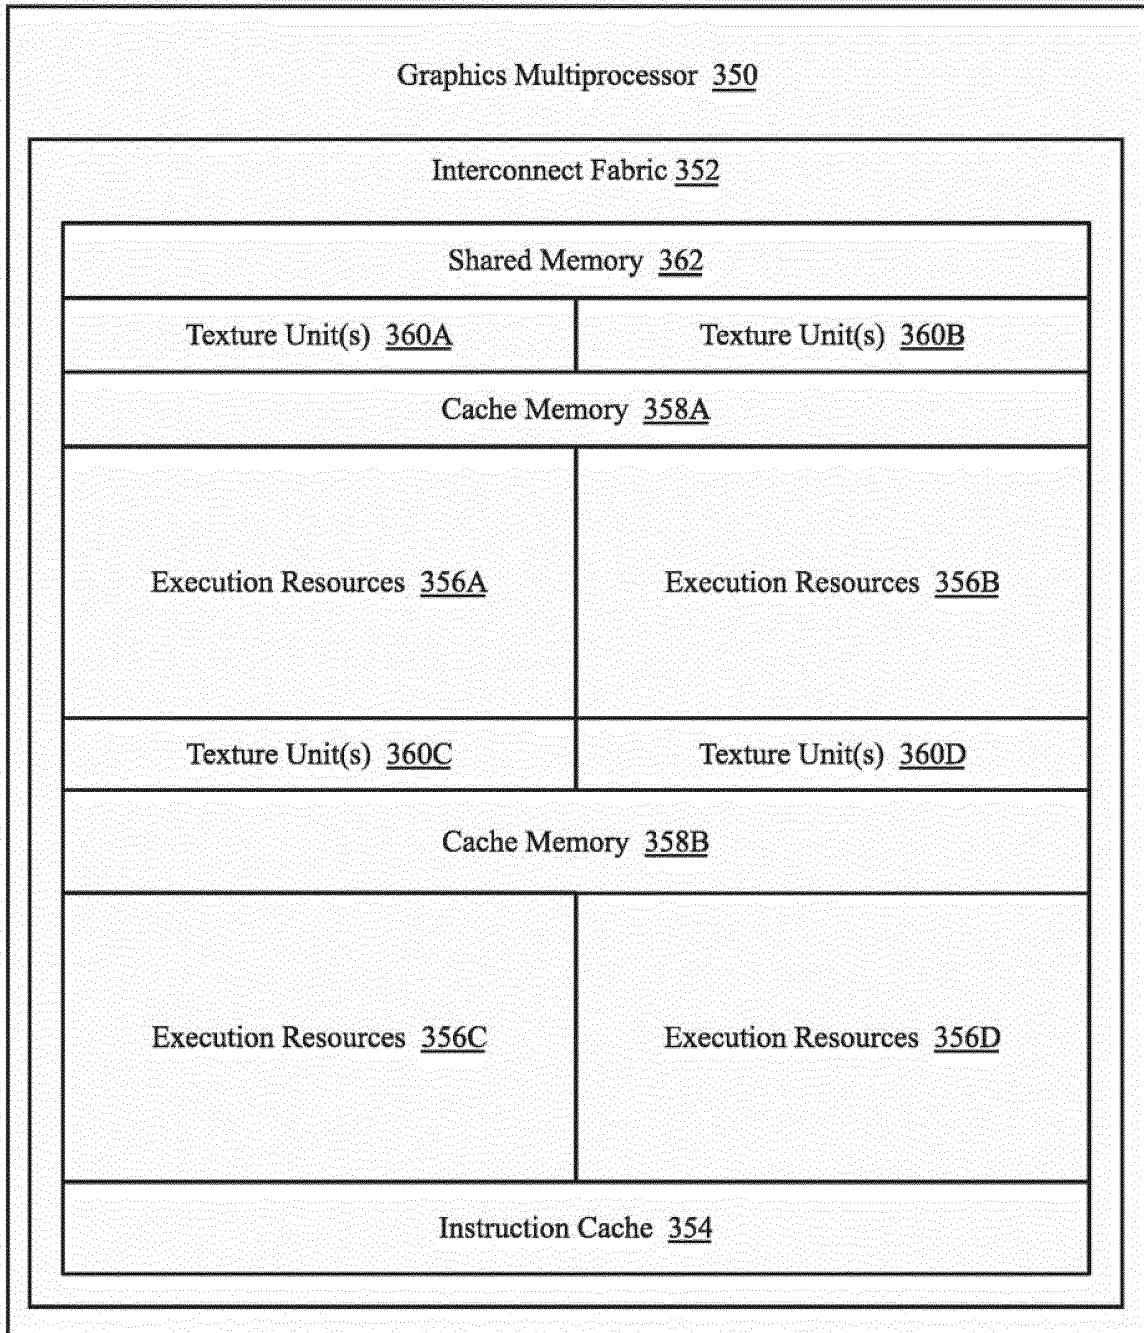 Graphics Multiprocessor 350
Interconnect Fabric 352
Shared Memory 362
Texture Unit(s) 360A
Texture Unit(s) 360B
Cache Memory 358A
Execution Resources 356A
Execution Resources 356B
Texture Unit(s) 360C
Texture Unit(s) 360D
Cache Memory 358B
Execution Resources 356C
Execution Resources 356D
Instruction Cache 354